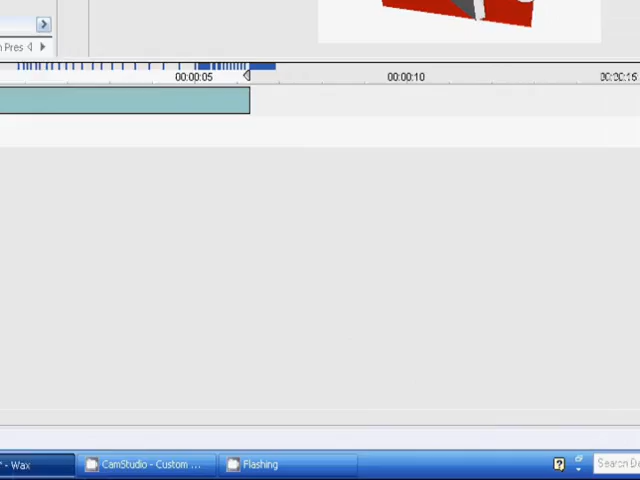 n Pres
00:00:05
00:00:10
00:00:15
- Wax
CamStudio - Custom ...
Flashing
Search De